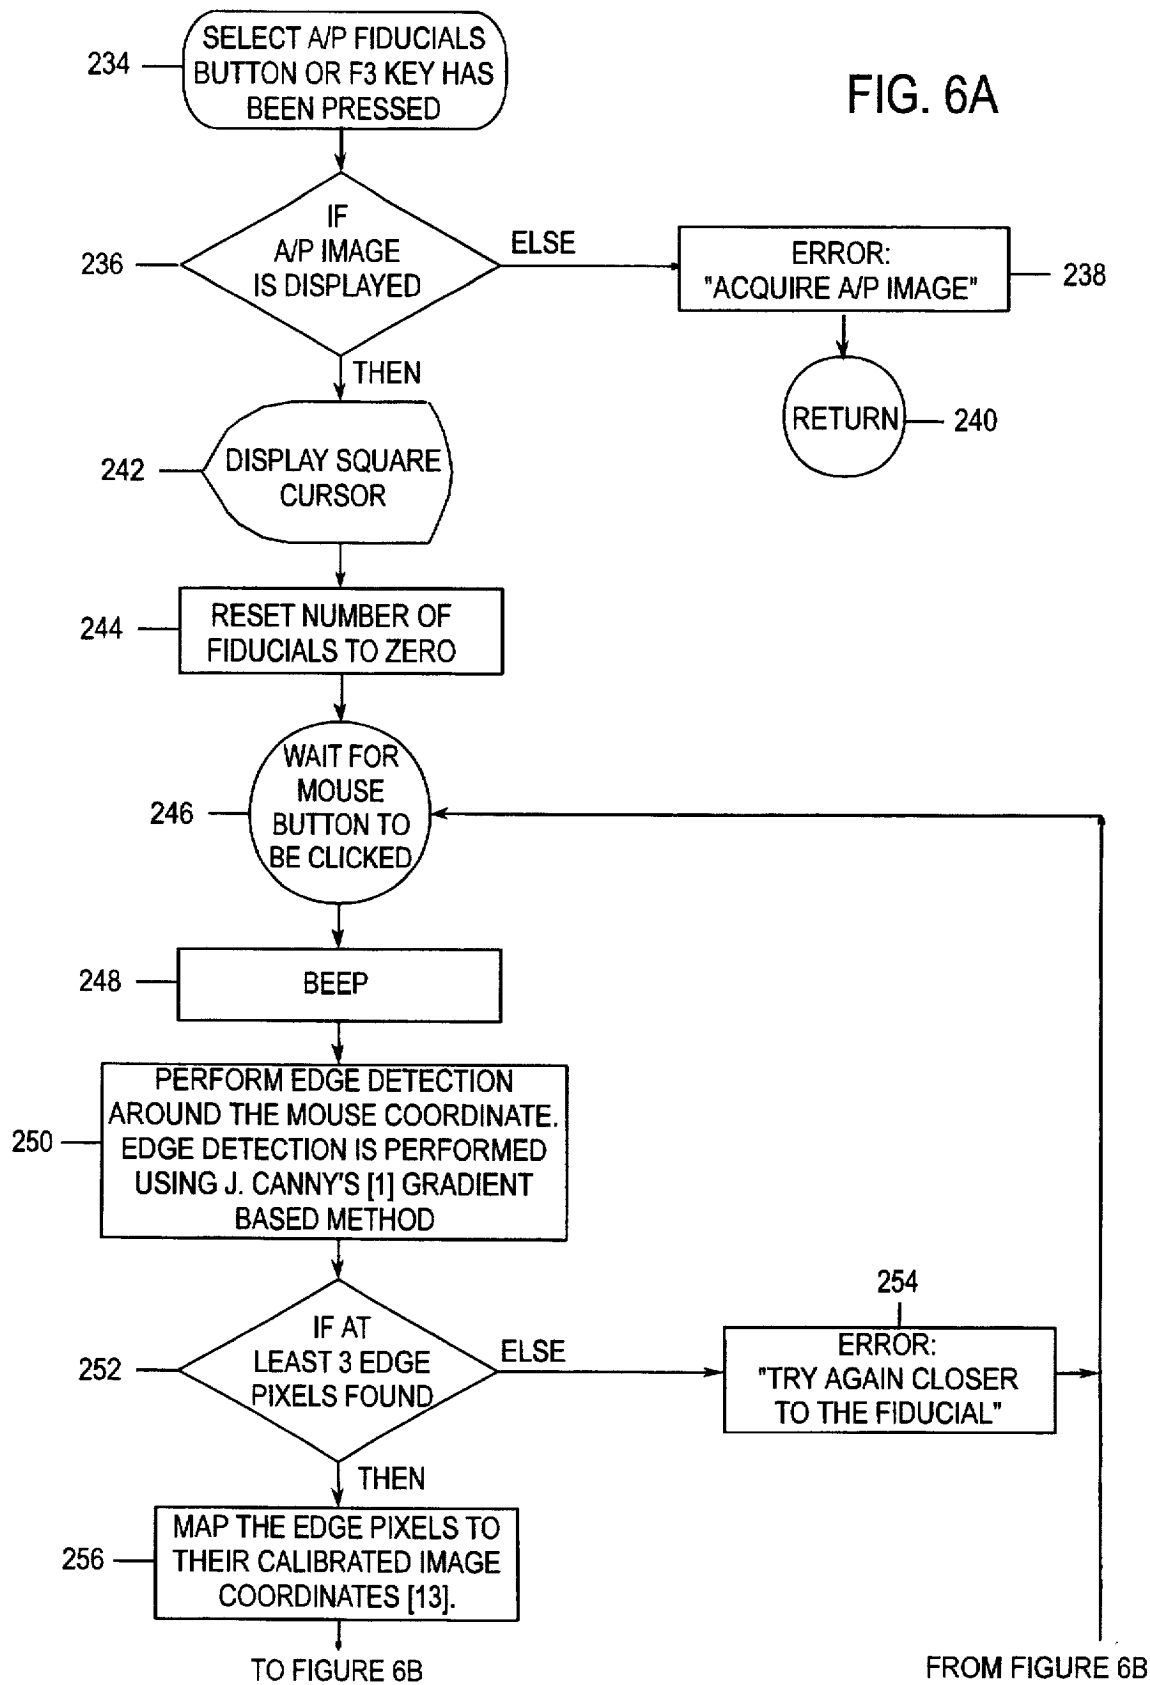 SELECT A/P FIDUCIALS
BUTTON OR F3 KEY HAS
BEEN PRESSED
234
FIG. 6A
IF
A/P IMAGE
IS DISPLAYED
236
ELSE
ERROR:
"ACQUIRE A/P IMAGE"
238
THEN
RETURN
240
DISPLAY SQUARE
CURSOR
242
RESET NUMBER OF
FIDUCIALS TO ZERO
244
WAIT FOR
MOUSE
BUTTON TO
BE CLICKED
246
BEEP
248
PERFORM EDGE DETECTION
AROUND THE MOUSE COORDINATE.
EDGE DETECTION IS PERFORMED
USING J. CANNY'S [1] GRADIENT
BASED METHOD
250
IF AT
LEAST 3 EDGE
PIXELS FOUND
252
ELSE
254
ERROR:
"TRY AGAIN CLOSER
TO THE FIDUCIAL"
THEN
MAP THE EDGE PIXELS TO
THEIR CALIBRATED IMAGE
COORDINATES [13].
256
TO FIGURE 6B
FROM FIGURE 6B